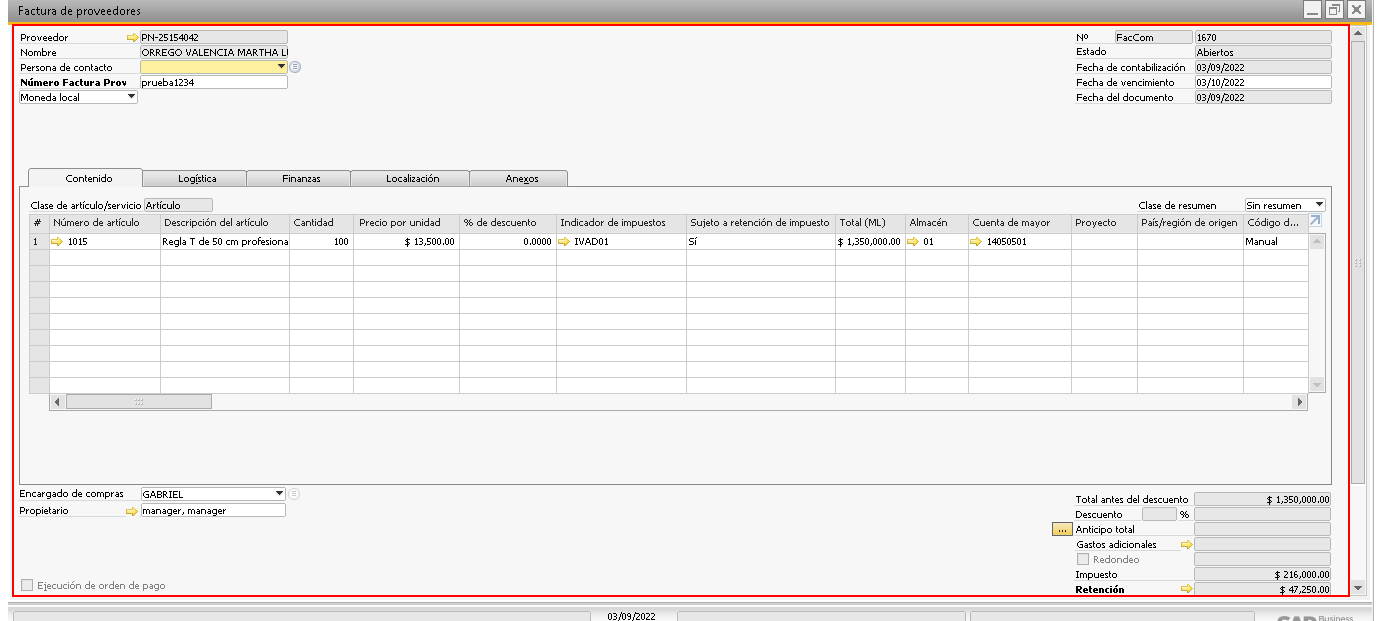 Factura de proveedores
Proveedor PN-25154042 Nº FacCom 1670
Nombre ORREGO VALENCIA MARTHA L Estado Abiertos
Persona de contacto Fecha de contabilización 03/09/2022
Número Factura Prov prueba1234 Fecha de vencimiento 03/10/2022
Moneda local Fecha del documento 03/09/2022
Contenido Logística Finanzas Localización Anexos
Clase de artículo/servicio Artículo Clase de resumen Sin resumen
# Número de artículo Descripción del artículo Cantidad Precio por unidad % de descuento Indicador de impuestos Sujeto a retención de impuesto Total (ML) Almacén Cuenta de mayor Proyecto País/región de origen Código d...
1 1015 Regla T de 50 cm profesiona 100 $ 13,500.00 0.0000 IVAD01 Sí $ 1,350,000.00 01 14050501 Manual
Encargado de compras GABRIEL Total antes del descuento $ 1,350,000.00
Propietario manager, manager Descuento %
... Anticipo total
Gastos adicionales
Redondeo
Impuesto $ 216,000.00
Ejecución de orden de pago Retención $ 47,250.00
03/09/2022 SAP Business